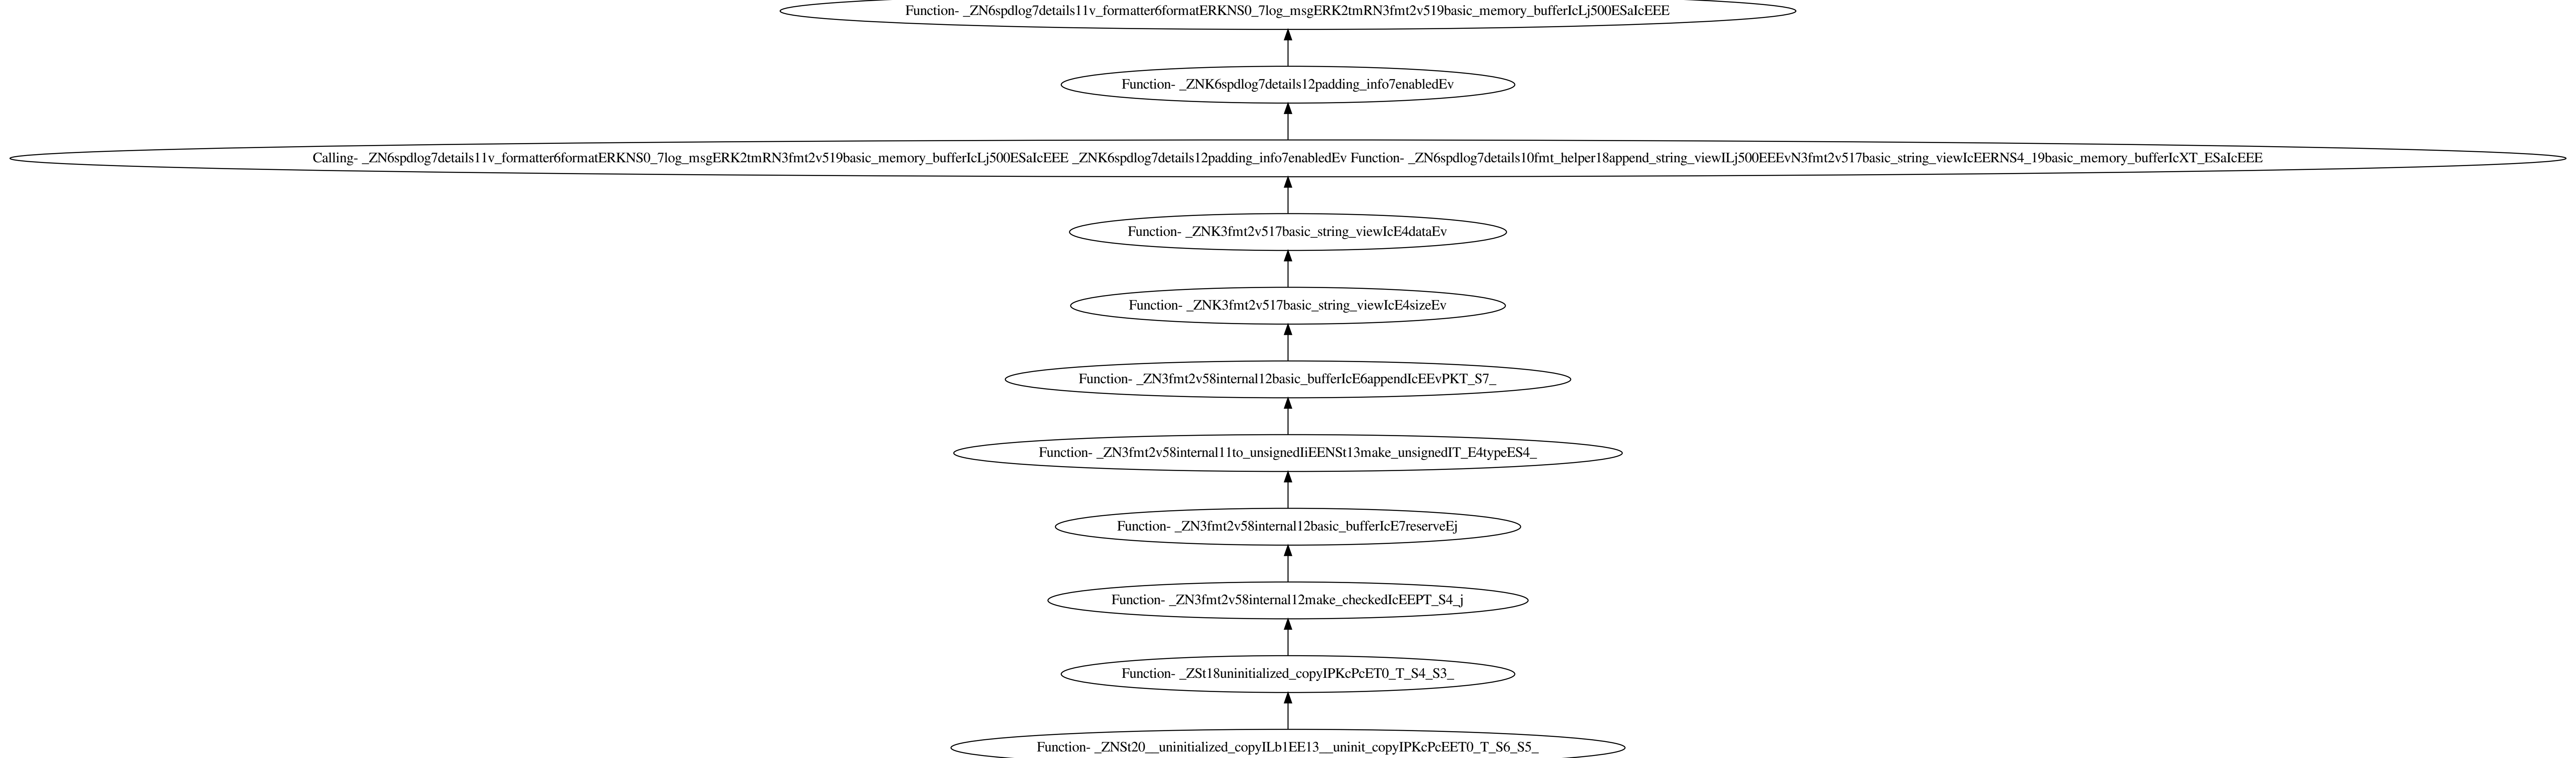 Function- _ZN6spdlog7details11v_formatter6formatERKNS0_7log_msgERK2tmRN3fmt2v519basic_memory_bufferIcLj500ESaIcEEE
Function- _ZNK6spdlog7details12padding_info7enabledEv
Calling- _ZN6spdlog7details11v_formatter6formatERKNS0_7log_msgERK2tmRN3fmt2v519basic_memory_bufferIcLj500ESaIcEEE _ZNK6spdlog7details12padding_info7enabledEv Function- _ZN6spdlog7details10fmt_helper18append_string_viewILj500EEEvN3fmt2v517basic_string_viewIcEERNS4_19basic_memory_bufferIcXT_ESaIcEEE
Function- _ZNK3fmt2v517basic_string_viewIcE4dataEv
Function- _ZNK3fmt2v517basic_string_viewIcE4sizeEv
Function- _ZN3fmt2v58internal12basic_bufferIcE6appendIcEEvPKT_S7_
Function- _ZN3fmt2v58internal11to_unsignedIiEENSt13make_unsignedIT_E4typeES4_
Function- _ZN3fmt2v58internal12basic_bufferIcE7reserveEj
Function- _ZN3fmt2v58internal12make_checkedIcEEPT_S4_j
Function- _ZSt18uninitialized_copyIPKcPcET0_T_S4_S3_
Function- _ZNSt20__uninitialized_copyILb1EE13__uninit_copyIPKcPcEET0_T_S6_S5_